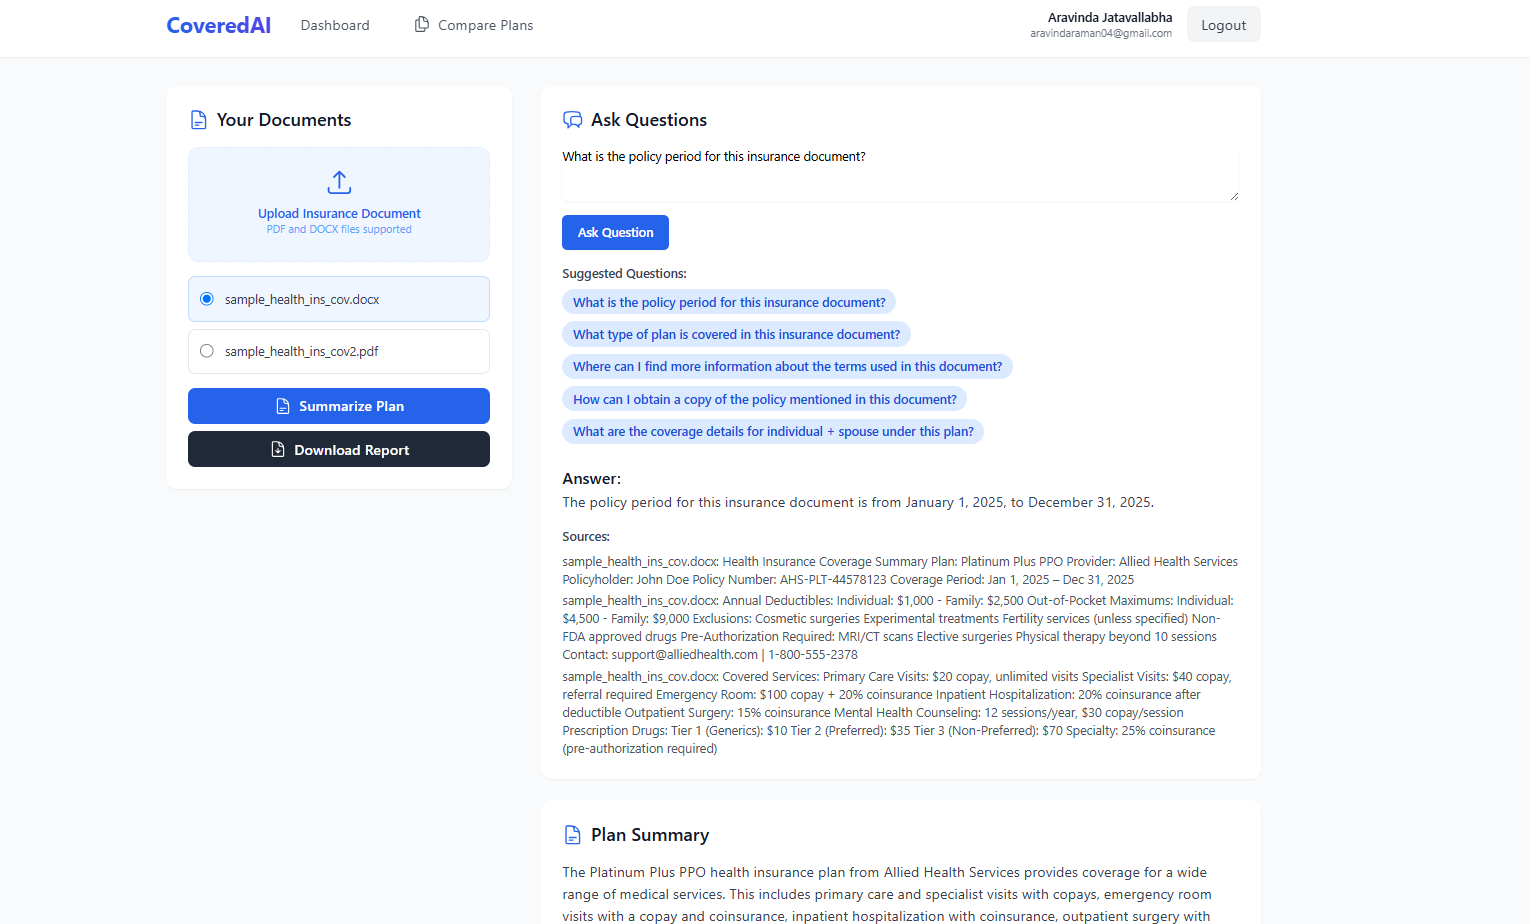 CoveredAI
Dashboard
Compare Plans
Aravinda Jatavallabha
aravindaraman04@gmail.com
Logout
Your Documents
Upload Insurance Document
PDF and DOCX files supported
sample_health_ins_cov.docx
sample_health_ins_cov2.pdf
Summarize Plan
Download Report
Ask Questions
What is the policy period for this insurance document?
Ask Question
Suggested Questions:
What is the policy period for this insurance document?
What type of plan is covered in this insurance document?
Where can I find more information about the terms used in this document?
How can I obtain a copy of the policy mentioned in this document?
What are the coverage details for individual + spouse under this plan?
Answer:
The policy period for this insurance document is from January 1, 2025, to December 31, 2025.
Sources:
sample_health_ins_cov.docx: Health Insurance Coverage Summary Plan: Platinum Plus PPO Provider: Allied Health Services
Policyholder: John Doe Policy Number: AHS-PLT-44578123 Coverage Period: Jan 1, 2025 – Dec 31, 2025
sample_health_ins_cov.docx: Annual Deductibles: Individual: $1,000 - Family: $2,500 Out-of-Pocket Maximums: Individual:
$4,500 - Family: $9,000 Exclusions: Cosmetic surgeries Experimental treatments Fertility services (unless specified) Non-
FDA approved drugs Pre-Authorization Required: MRI/CT scans Elective surgeries Physical therapy beyond 10 sessions
Contact: support@alliedhealth.com | 1-800-555-2378
sample_health_ins_cov.docx: Covered Services: Primary Care Visits: $20 copay, unlimited visits Specialist Visits: $40 copay,
referral required Emergency Room: $100 copay + 20% coinsurance Inpatient Hospitalization: 20% coinsurance after
deductible Outpatient Surgery: 15% coinsurance Mental Health Counseling: 12 sessions/year, $30 copay/session
Prescription Drugs: Tier 1 (Generics): $10 Tier 2 (Preferred): $35 Tier 3 (Non-Preferred): $70 Specialty: 25% coinsurance
(pre-authorization required)
Plan Summary
The Platinum Plus PPO health insurance plan from Allied Health Services provides coverage for a wide
range of medical services. This includes primary care and specialist visits with copays, emergency room
visits with a copay and coinsurance, inpatient hospitalization with coinsurance, outpatient surgery with